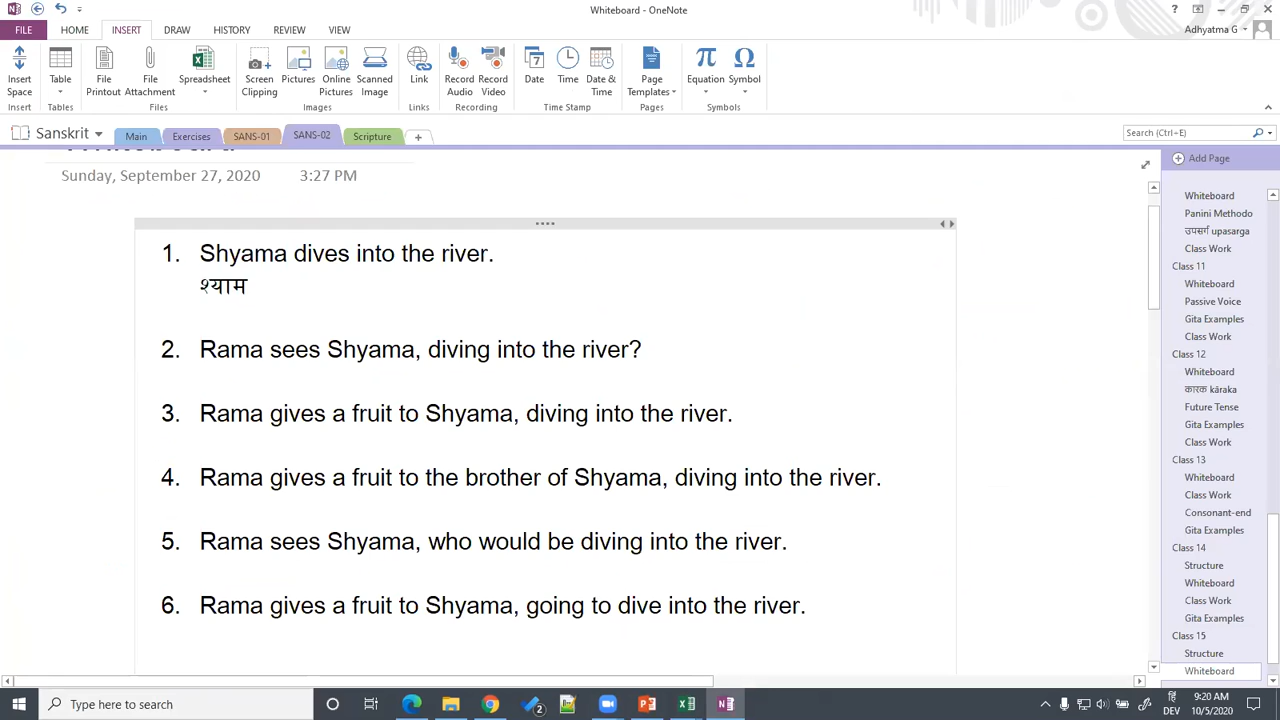 Whiteboard - OneNote
?
Adhyatma G
FILE HOME INSERT DRAW HISTORY REVIEW VIEW
Insert Space
Table
File Printout
File Attachment
Spreadsheet
Screen Clipping
Pictures
Online Pictures
Scanned Image
Link
Record Audio
Record Video
Date
Time
Date & Time
Page Templates
Equation
Symbol
Insert Tables Files Images Links Recording Time Stamp Pages Symbols
Sanskrit Main Exercises SANS-01 SANS-02 Scripture +
Search (Ctrl+E)
Sunday, September 27, 2020 3:27 PM
1. Shyama dives into the river.
श्याम
2. Rama sees Shyama, diving into the river?
3. Rama gives a fruit to Shyama, diving into the river.
4. Rama gives a fruit to the brother of Shyama, diving into the river.
5. Rama sees Shyama, who would be diving into the river.
6. Rama gives a fruit to Shyama, going to dive into the river.
Add Page
Whiteboard
Panini Methodo
उपसर्ग upasarga
Class Work
Class 11
Whiteboard
Passive Voice
Gita Examples
Class Work
Class 12
Whiteboard
कारक kāraka
Future Tense
Gita Examples
Class Work
Class 13
Whiteboard
Class Work
Consonant-end
Gita Examples
Class 14
Structure
Whiteboard
Class Work
Gita Examples
Class 15
Structure
Whiteboard
Type here to search
2
DEV
9:20 AM
10/5/2020